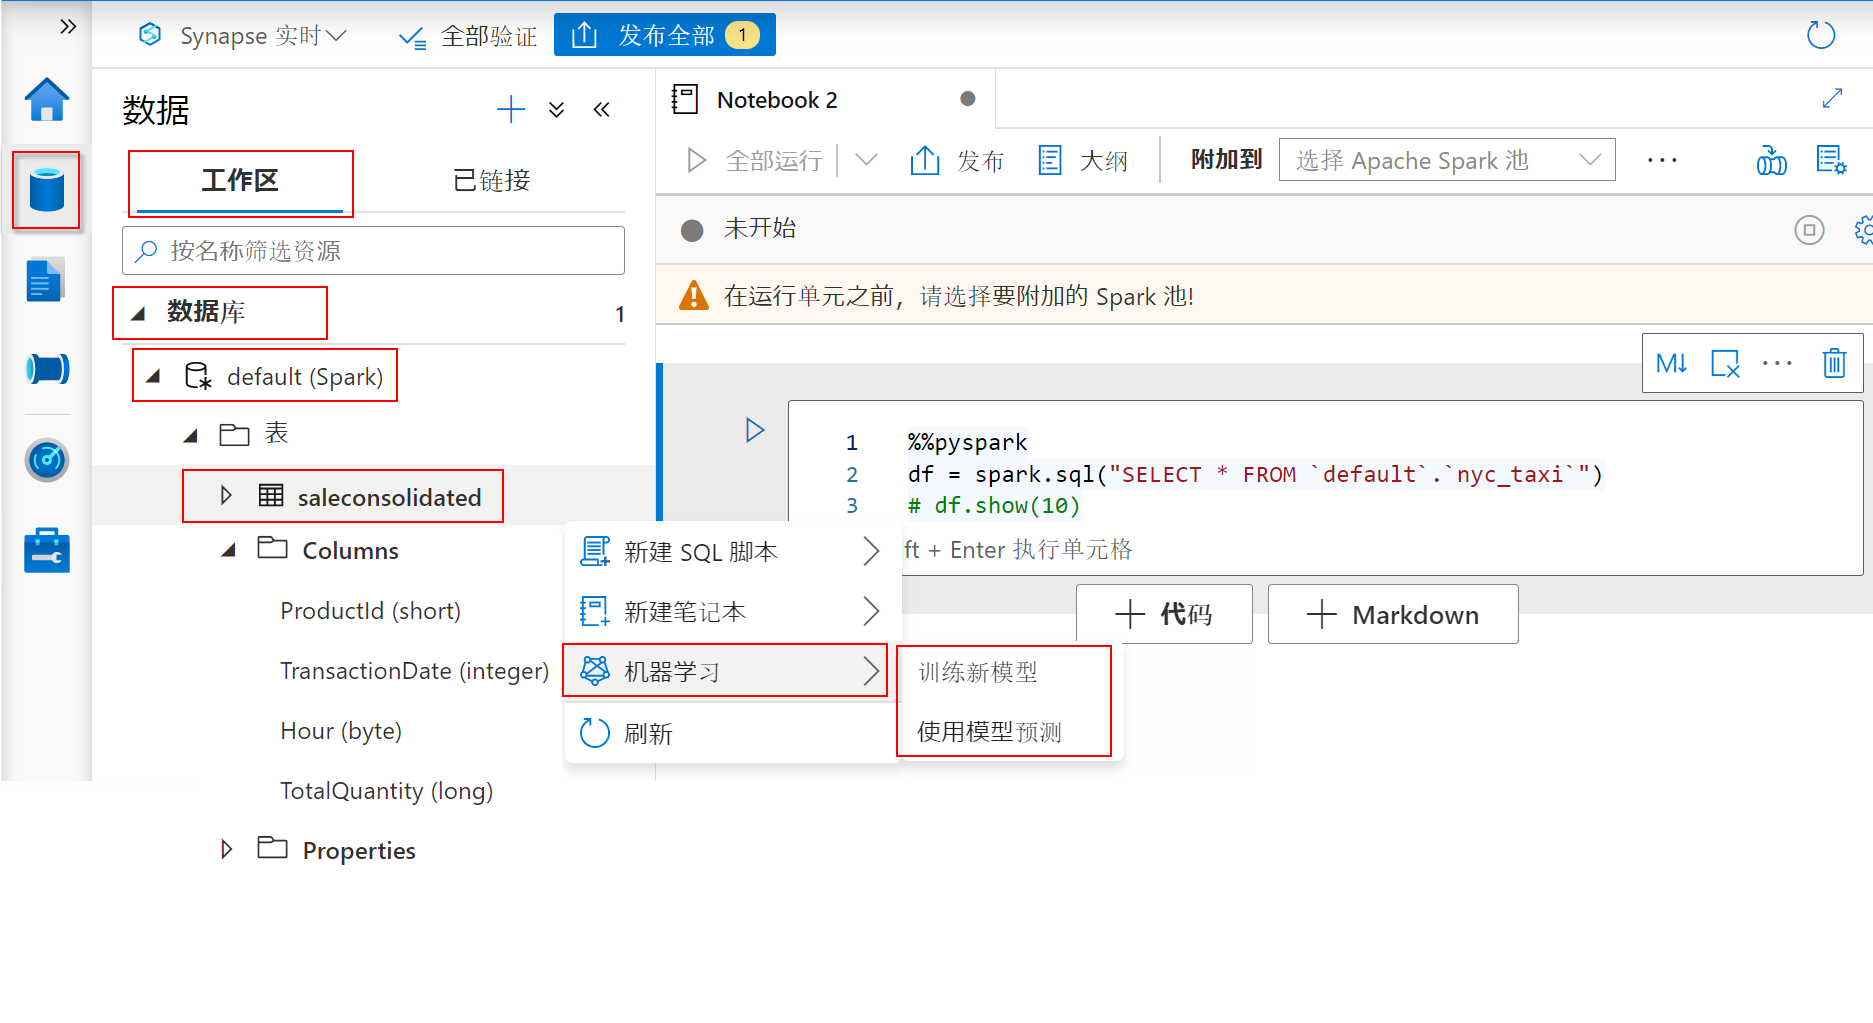 Synapse 实时
全部验证
发布全部 1
数据
工作区
已链接
按名称筛选资源
数据库
1
default (Spark)
表
saleconsolidated
Columns
ProductId (short)
TransactionDate (integer)
Hour (byte)
TotalQuantity (long)
Properties
新建 SQL 脚本
新建笔记本
机器学习
刷新
训练新模型
使用模型预测
Notebook 2
全部运行
发布
大纲
附加到
选择 Apache Spark 池
未开始
在运行单元之前，请选择要附加的 Spark 池!
M↓
1 %%pyspark
2 df = spark.sql("SELECT * FROM `default`.`nyc_taxi`")
3 # df.show(10)
ft + Enter 执行单元格
代码
Markdown